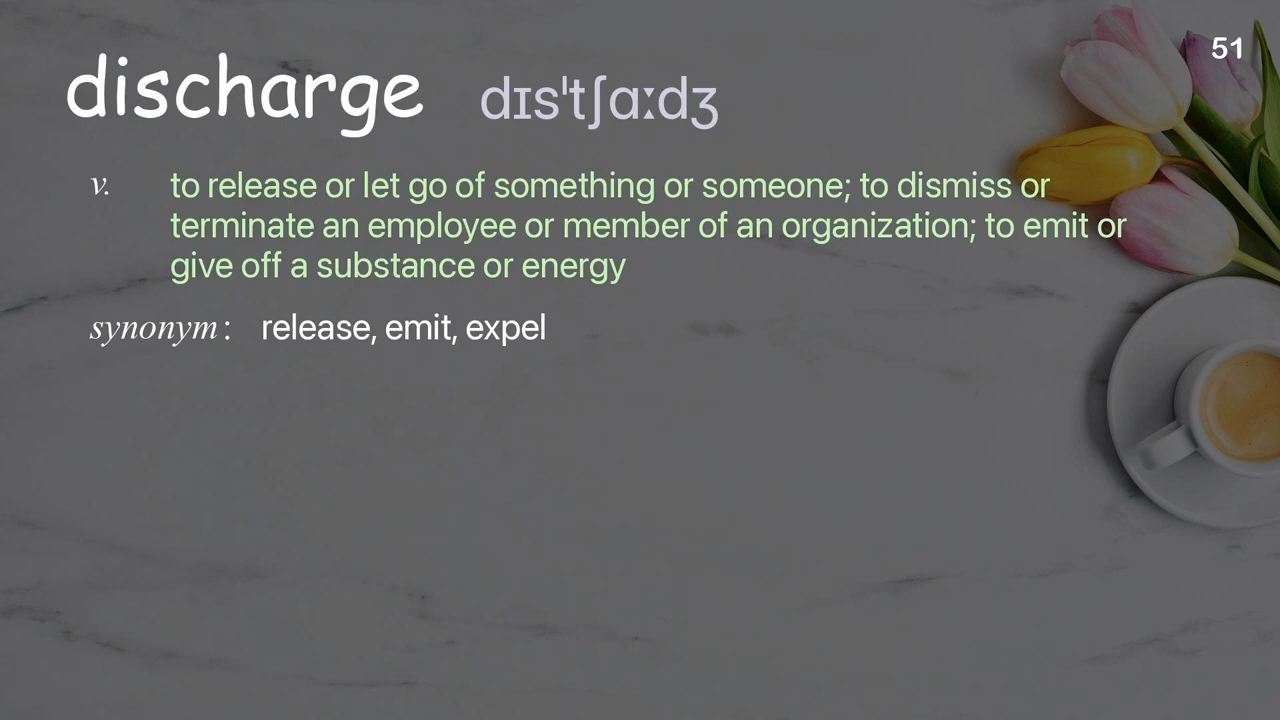 51
discharge dɪsˈtʃɑːdʒ
v. to release or let go of something or someone; to dismiss or
terminate an employee or member of an organization; to emit or
give off a substance or energy
synonym: release, emit, expel